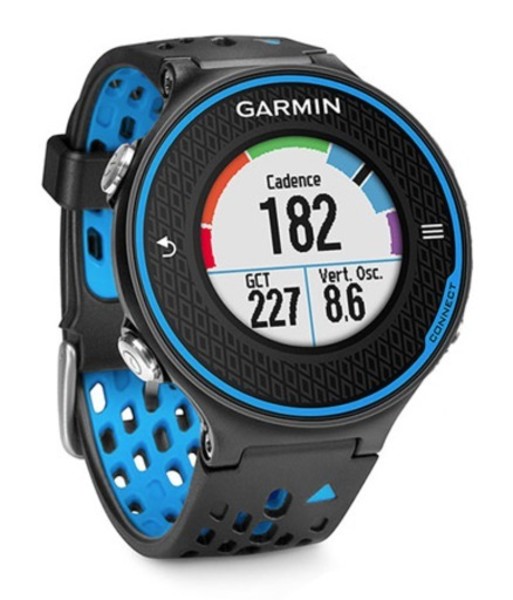 GARMIN
Cadence
182
GCT
227
Vert. Osc.
8.6
CONNECT